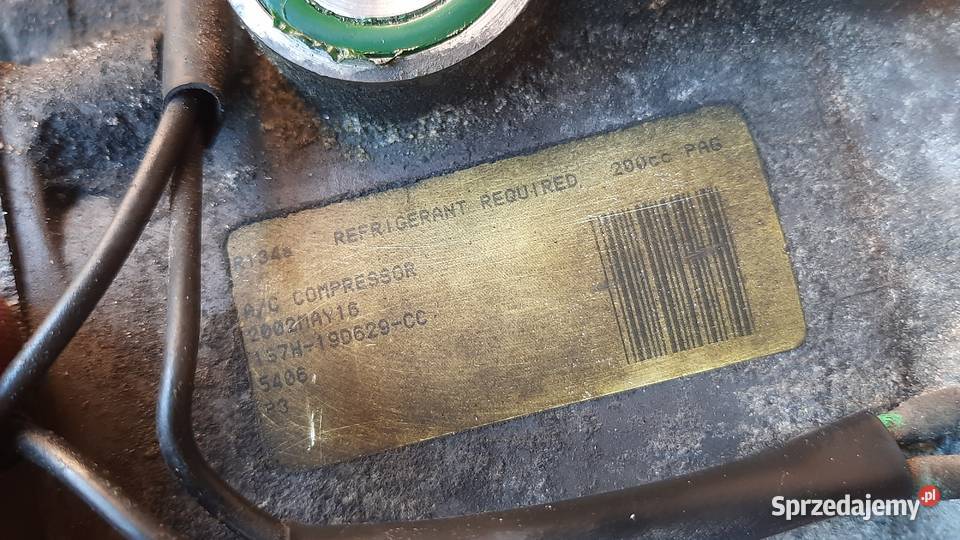 R134a REFRIGERANT REQUIRED 200cc PAG
A/C COMPRESSOR
2002MAY16
1S7H-19D629-CC
5406
P3
Sprzedajemy.pl